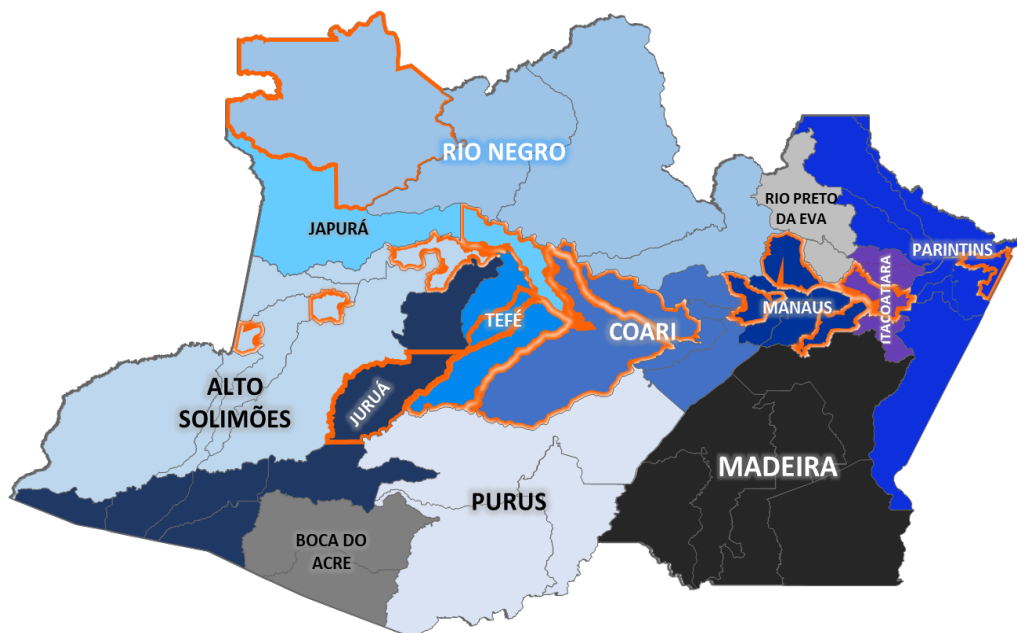 RIO NEGRO
RIO PRETO
DA EVA
JAPURÁ
PARINTINS
ITACOATIARA
MANAUS
TEFÉ
COARI
ALTO
SOLIMÕES
JURUÁ
MADEIRA
PURUS
BOCA DO
ACRE